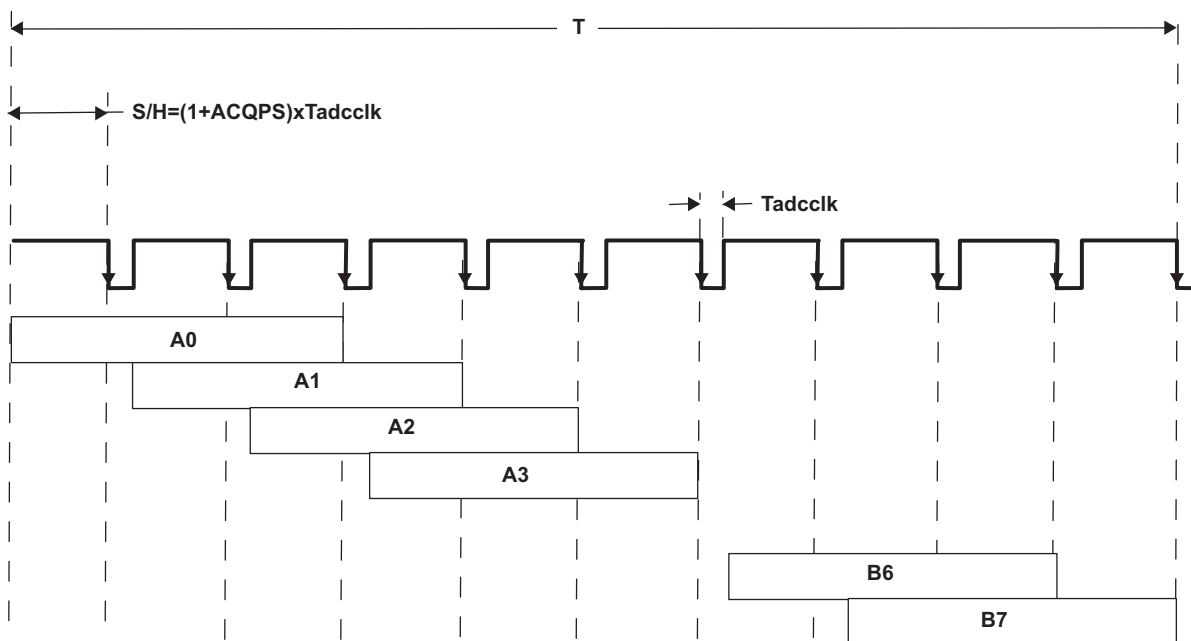 T
S/H=(1+ACQPS)xTadcclk
Tadcclk
A0
A1
A2
A3
B6
B7